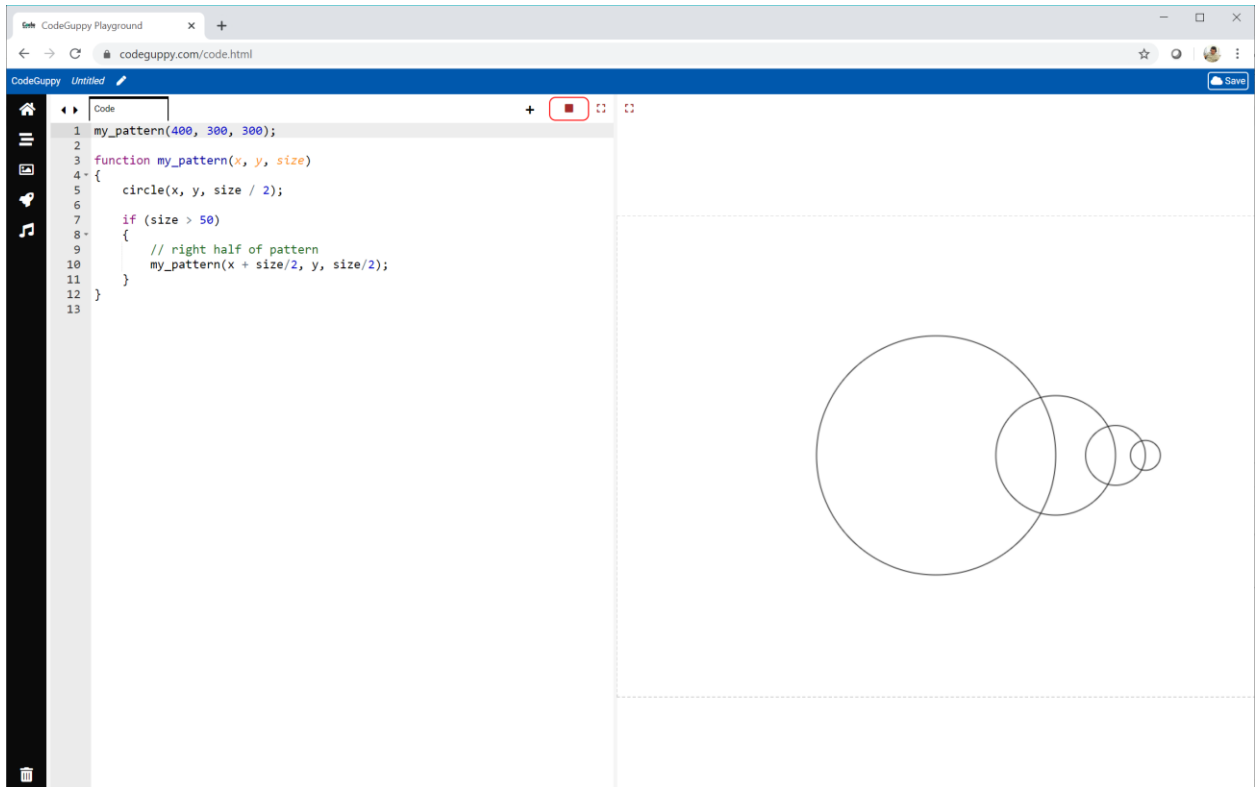 Code CodeGuppy Playground
codeguppy.com/code.html
CodeGuppy Untitled Save
Code
1 my_pattern(400, 300, 300);
2
3 function my_pattern(x, y, size)
4 {
5 circle(x, y, size / 2);
6
7 if (size > 50)
8 {
9 // right half of pattern
10 my_pattern(x + size/2, y, size/2);
11 }
12 }
13